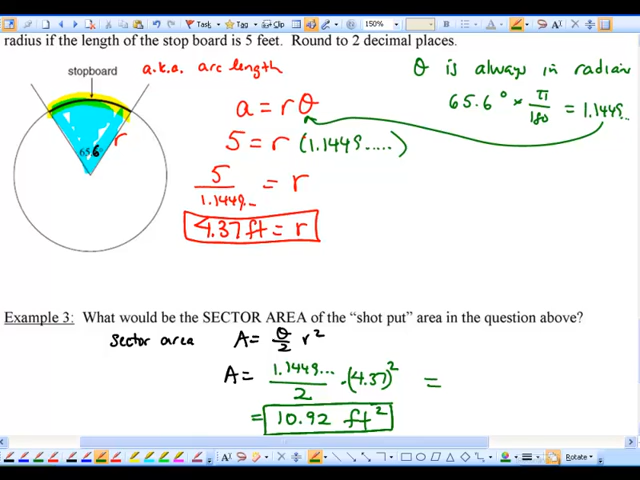 Task Tag Clip 150% B
radius if the length of the stop board is 5 feet. Round to 2 decimal places.
stopboard
a.k.a. arc length
θ is always in radian
65.6° × π/180 = 1.1449...
a = rθ
5 = r (1.1449.....)
5/1.1449... = r
4.37 ft = r
65.6
r
Example 3: What would be the SECTOR AREA of the “shot put” area in the question above?
sector area A = θ/2 r²
A = 1.1449.../2 · (4.37)² =
= 10.92 ft²
Rotate